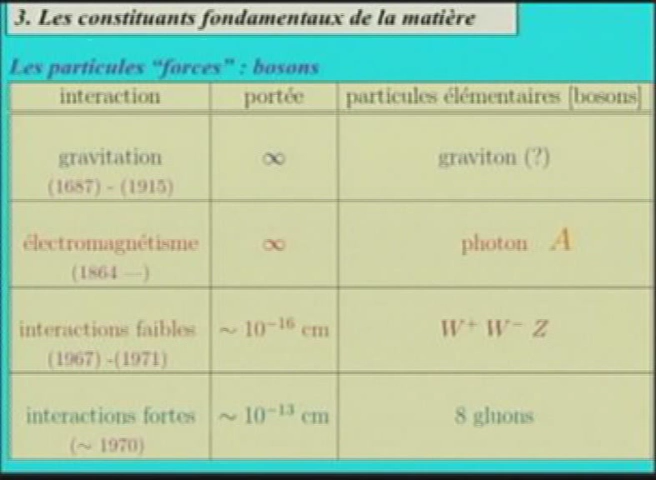 3. Les constituants fondamentaux de la matière
Les particules "forces" : bosons
interaction portée particules élémentaires [bosons]
gravitation ∞ graviton (?)
(1687) - (1915)
électromagnétisme ∞ photon A
(1864 —)
interactions faibles ∼ 10⁻¹⁶ cm W⁺ W⁻ Z
(1967) -(1971)
interactions fortes ∼ 10⁻¹³ cm 8 gluons
(∼ 1970)